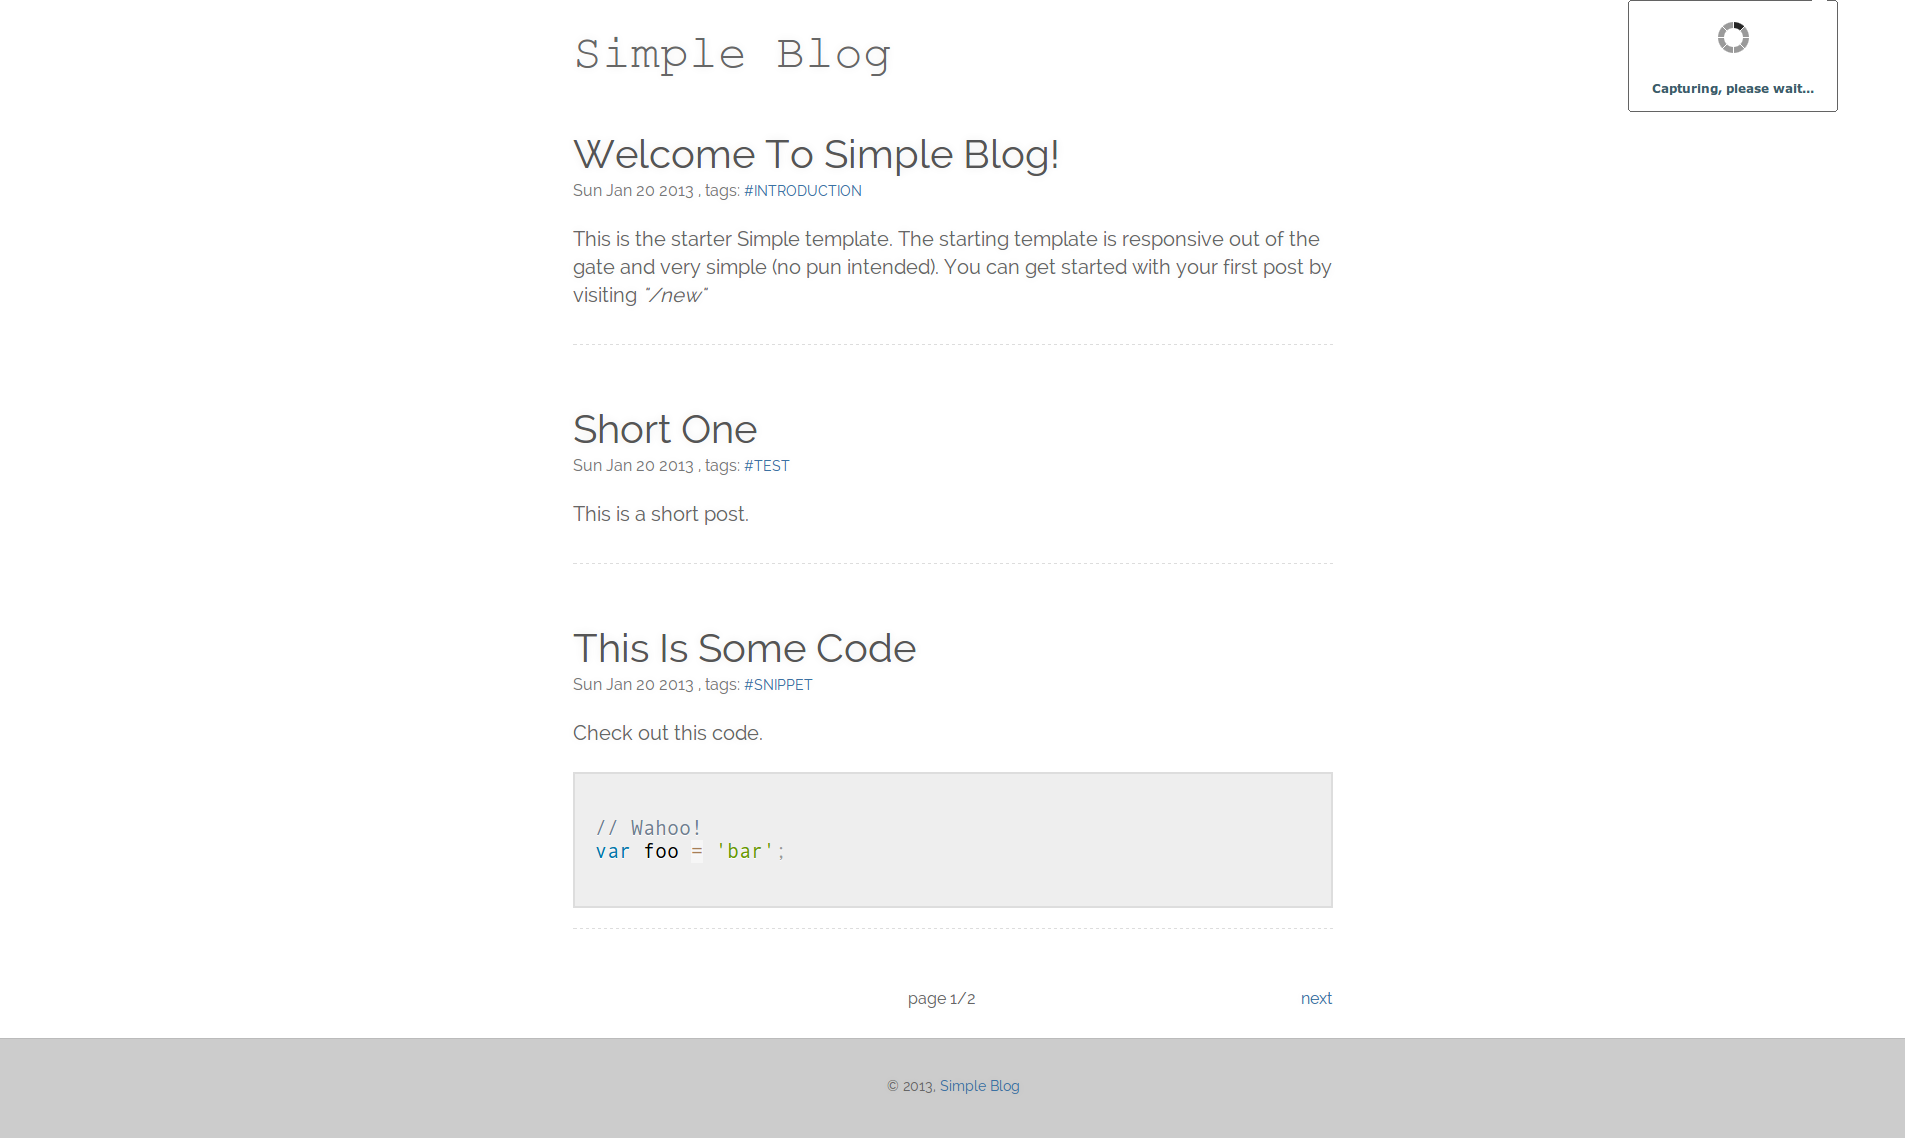 Simple Blog
Capturing, please wait...
Welcome To Simple Blog!
Sun Jan 20 2013 , tags: #INTRODUCTION
This is the starter Simple template. The starting template is responsive out of the
gate and very simple (no pun intended). You can get started with your first post by
visiting "/new"
Short One
Sun Jan 20 2013 , tags: #TEST
This is a short post.
This Is Some Code
Sun Jan 20 2013 , tags: #SNIPPET
Check out this code.
// Wahoo!
var foo = 'bar';
page 1/2 next
© 2013, Simple Blog